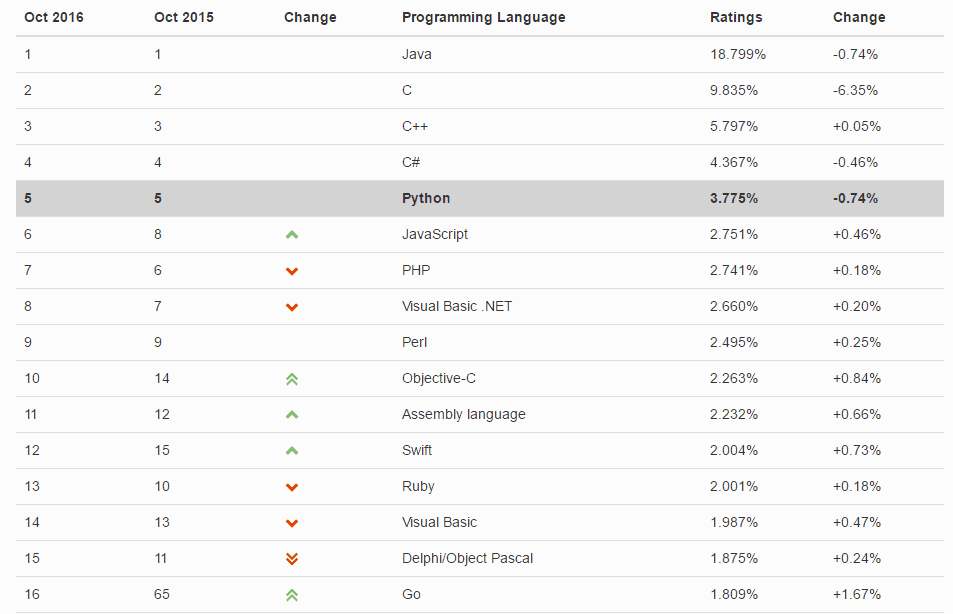 Oct 2016 Oct 2015 Change Programming Language Ratings Change
1 1 Java 18.799% -0.74%
2 2 C 9.835% -6.35%
3 3 C++ 5.797% +0.05%
4 4 C# 4.367% -0.46%
5 5 Python 3.775% -0.74%
6 8 JavaScript 2.751% +0.46%
7 6 PHP 2.741% +0.18%
8 7 Visual Basic .NET 2.660% +0.20%
9 9 Perl 2.495% +0.25%
10 14 Objective-C 2.263% +0.84%
11 12 Assembly language 2.232% +0.66%
12 15 Swift 2.004% +0.73%
13 10 Ruby 2.001% +0.18%
14 13 Visual Basic 1.987% +0.47%
15 11 Delphi/Object Pascal 1.875% +0.24%
16 65 Go 1.809% +1.67%